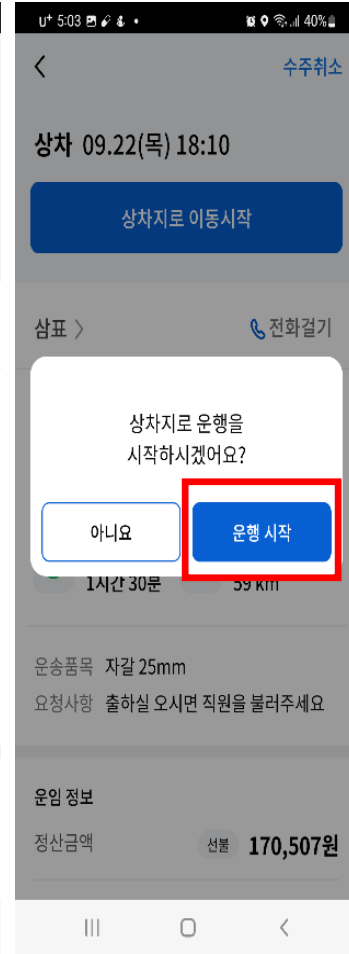 U+ 5:03 40%
수주취소
상차 09.22(목) 18:10
상차지로 이동시작
삼표 > 전화걸기
상차지로 운행을
시작하시겠어요?
아니요 운행 시작
1시간 30분 59 km
운송품목 자갈 25mm
요청사항 출하실 오시면 직원을 불러주세요
운임 정보
정산금액 선불 170,507원